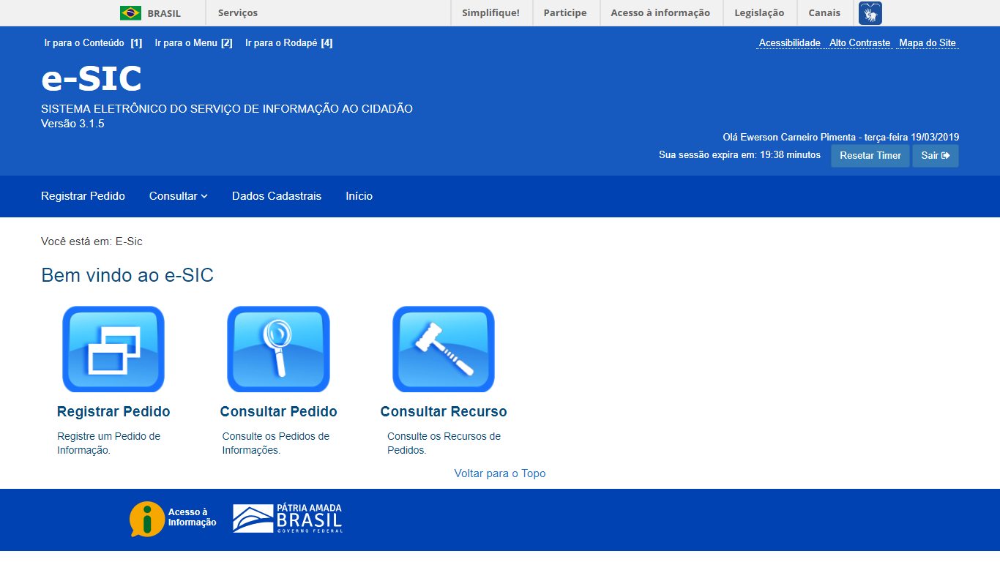 BRASIL Serviços Simplifique! Participe Acesso à informação Legislação Canais
Ir para o Conteúdo [1] Ir para o Menu [2] Ir para o Rodapé [4] Acessibilidade Alto Contraste Mapa do Site
e-SIC
SISTEMA ELETRÔNICO DO SERVIÇO DE INFORMAÇÃO AO CIDADÃO
Versão 3.1.5
Olá Ewerson Carneiro Pimenta - terça-feira 19/03/2019
Sua sessão expira em: 19:38 minutos Resetar Timer Sair
Registrar Pedido Consultar Dados Cadastrais Início
Você está em: E-Sic
Bem vindo ao e-SIC
Registrar Pedido Consultar Pedido Consultar Recurso
Registre um Pedido de Informação.
Consulte os Pedidos de Informações.
Consulte os Recursos de Pedidos.
Voltar para o Topo
Acesso à
Informação
PÁTRIA AMADA
BRASIL
GOVERNO FEDERAL